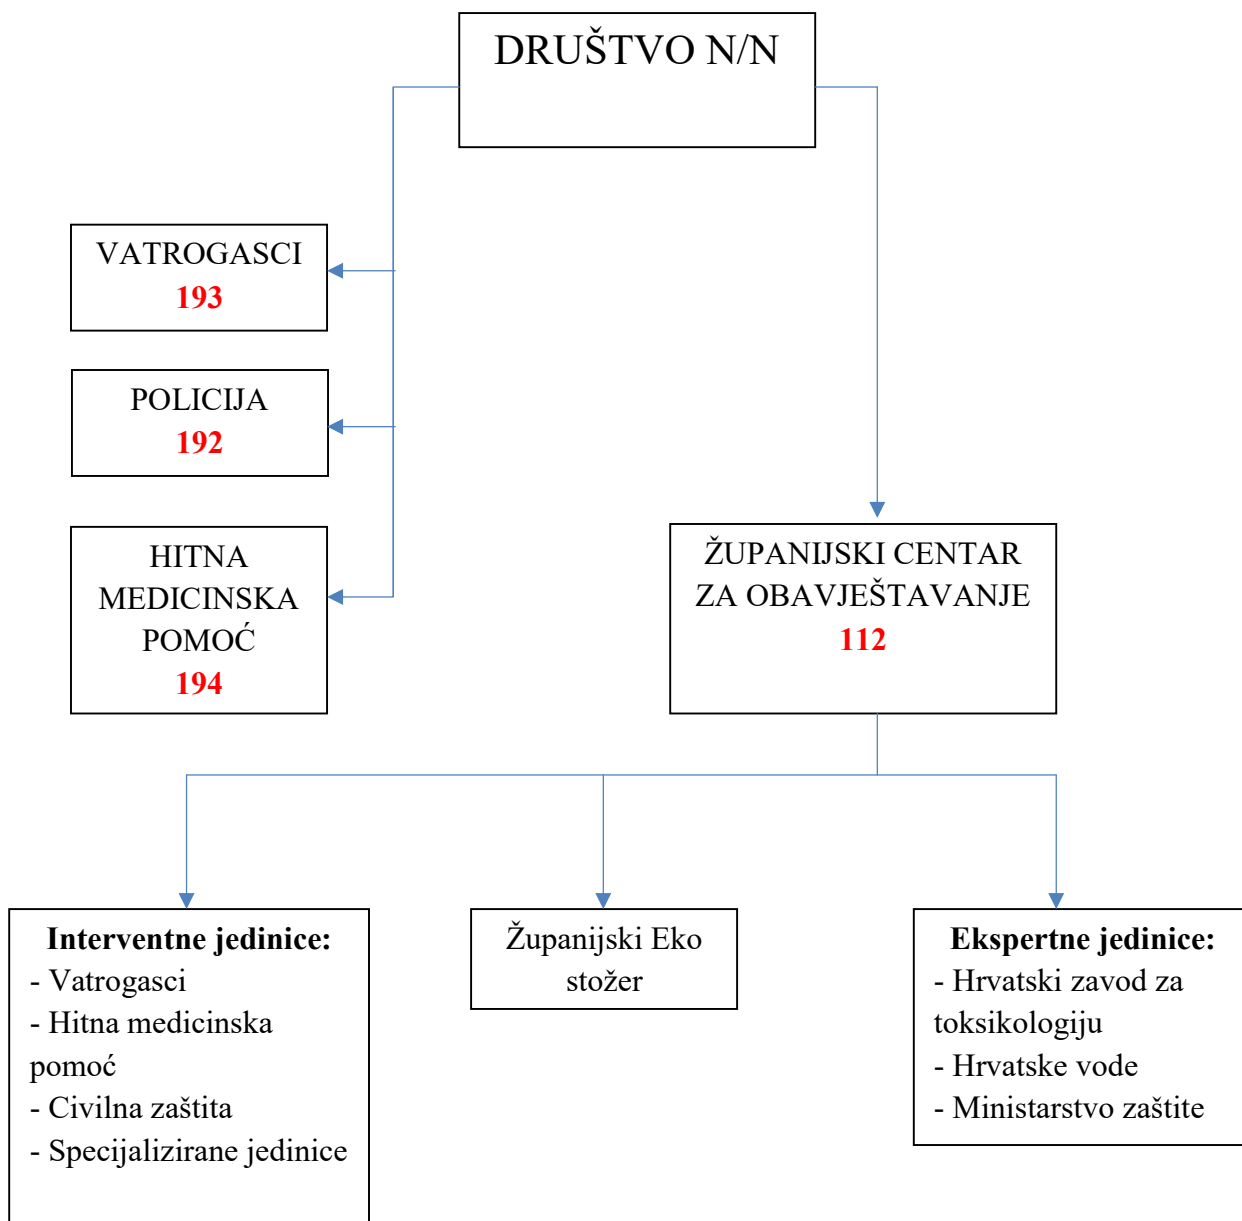 DRUŠTVO N/N
VATROGASCI
193
POLICIJA
192
HITNA
MEDICINSKA
POMOĆ
194
ŽUPANIJSKI CENTAR
ZA OBAVJEŠTAVANJE
112
Interventne jedinice:
- Vatrogasci
- Hitna medicinska
pomoć
- Civilna zaštita
- Specijalizirane jedinice
Županijski Eko
stožer
Ekspertne jedinice:
- Hrvatski zavod za
toksikologiju
- Hrvatske vode
- Ministarstvo zaštite